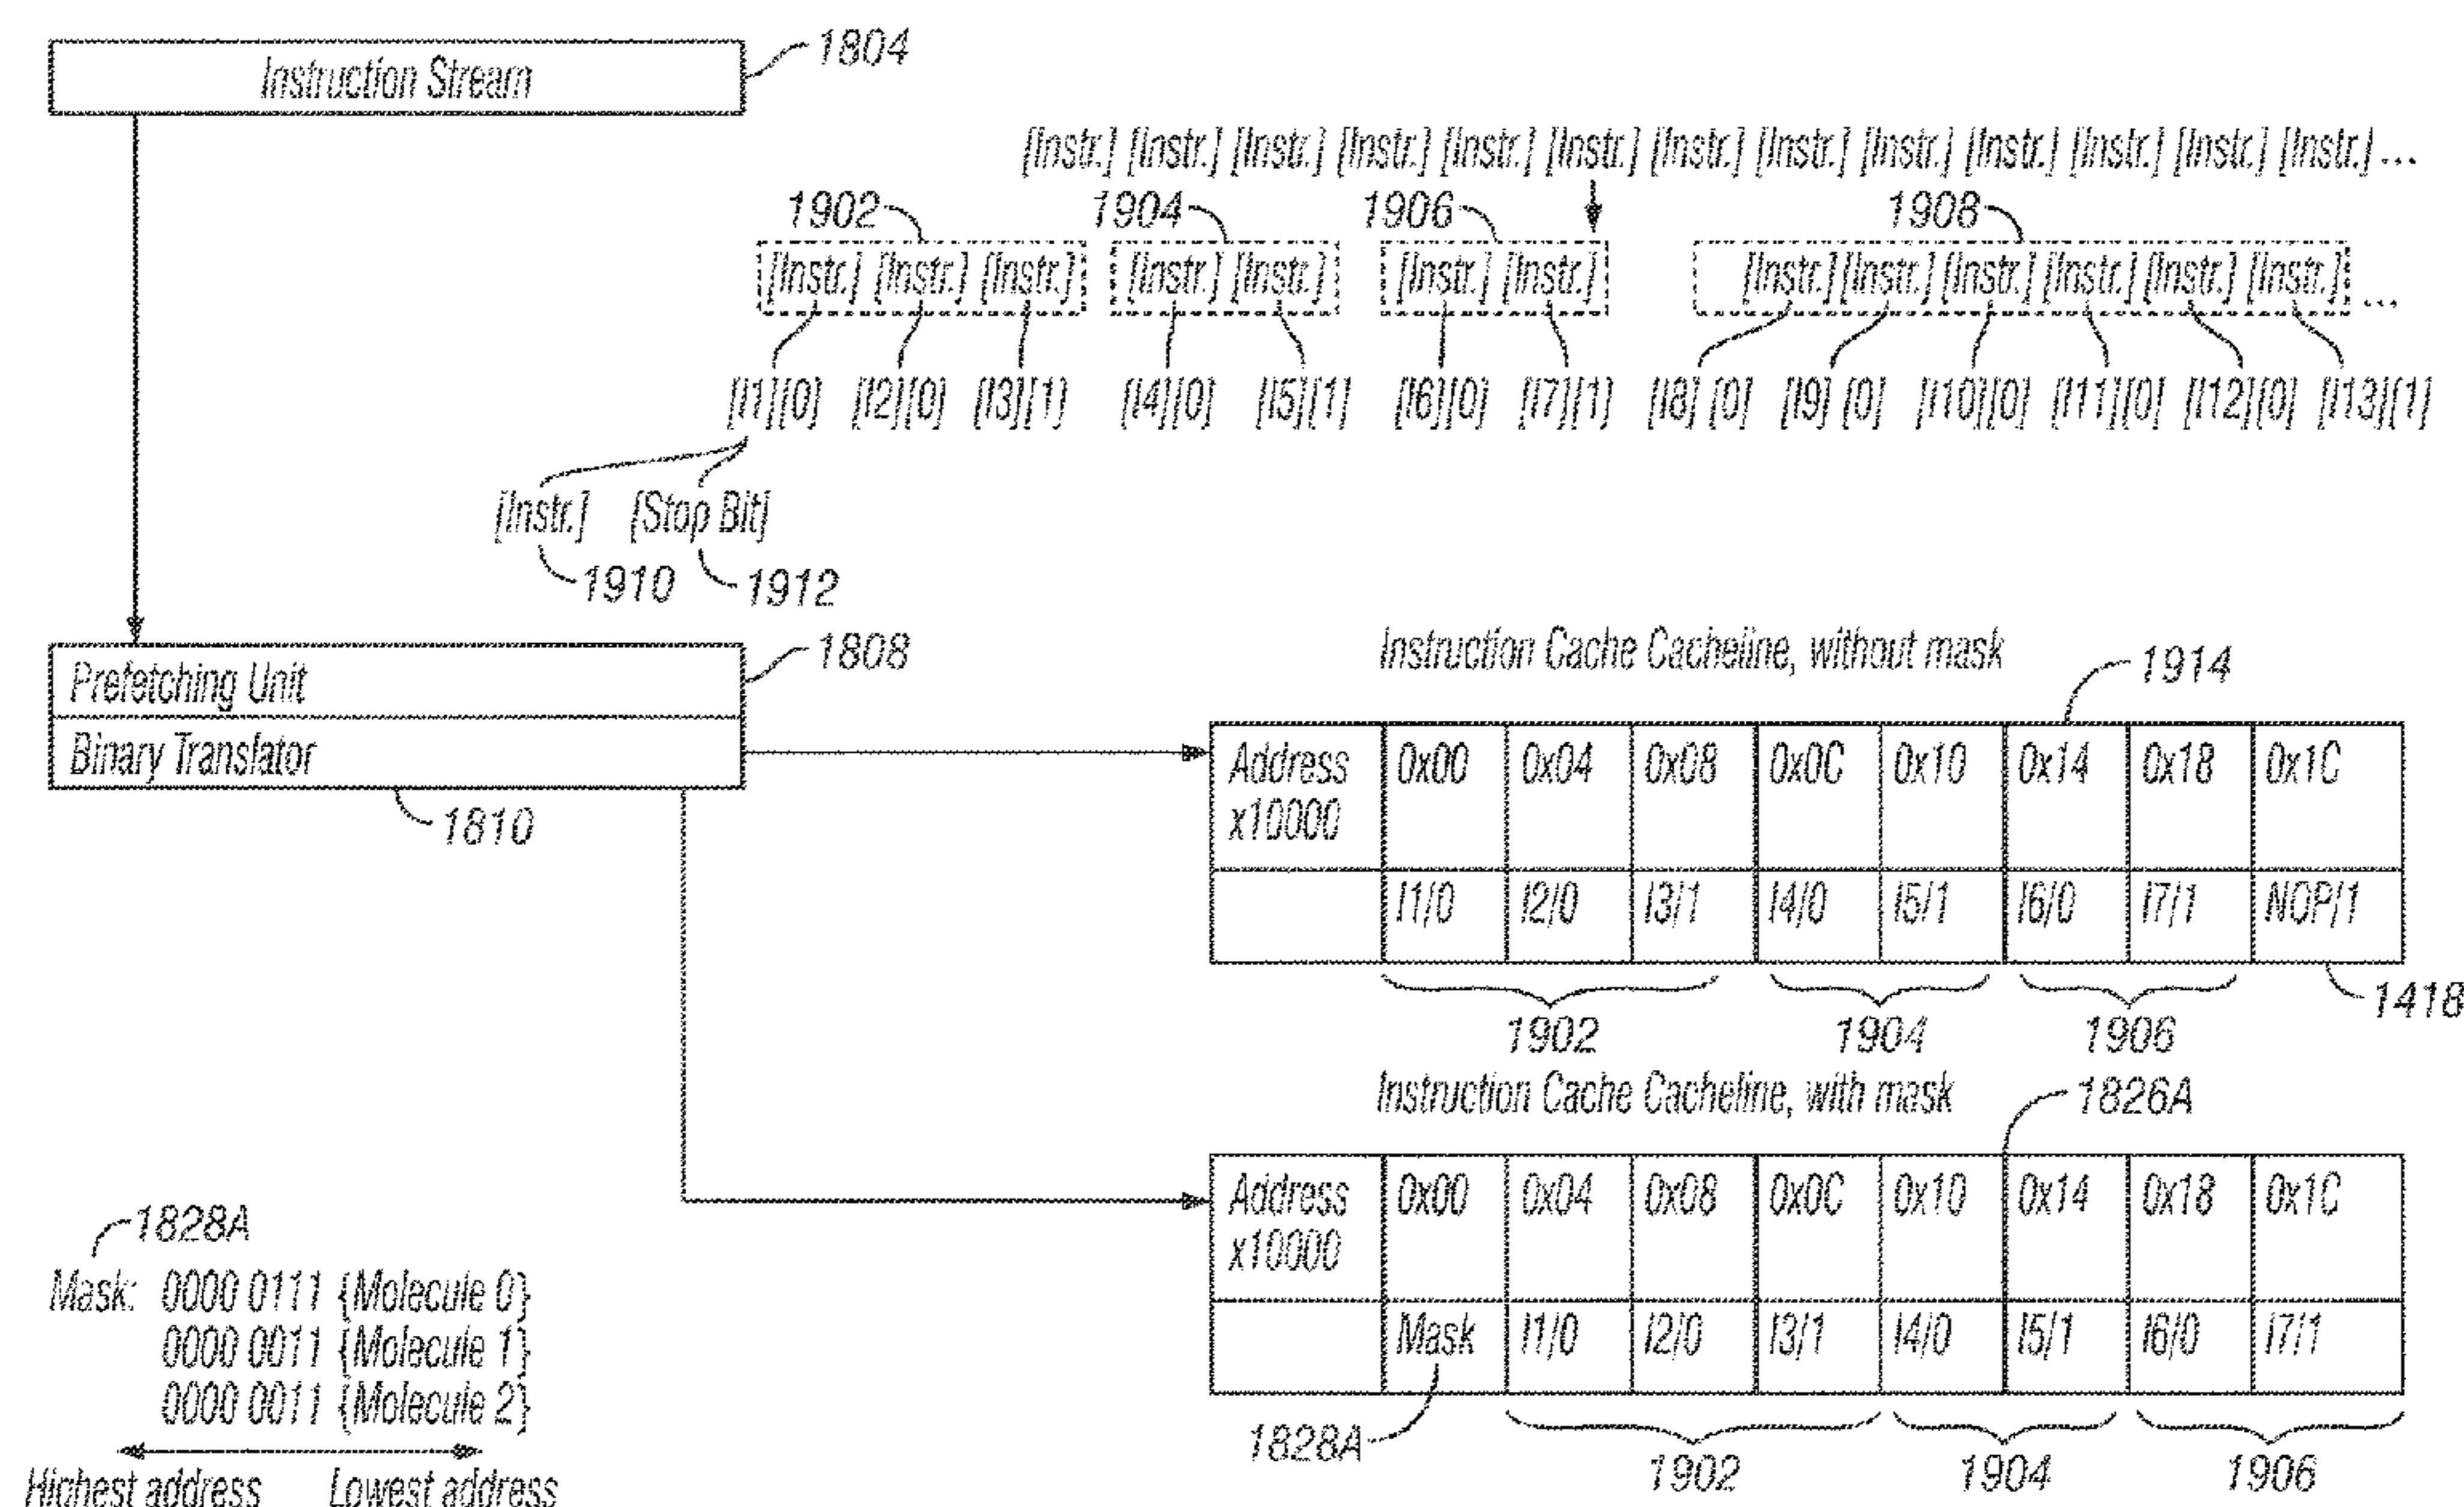 Instruction Stream
1804
[Instr.] [Instr.] [Instr.] [Instr.] [Instr.] [Instr.] [Instr.] [Instr.] [Instr.] [Instr.] [Instr.] [Instr.] [Instr.] ...
1902
1904
1906
1908
[Instr.] [Instr.] [Instr.]
[Instr.] [Instr.]
[Instr.] [Instr.]
[Instr.] [Instr.] [Instr.] [Instr.] [Instr.] [Instr.] ...
[I1][0] [I2][0] [I3][1] [I4][0] [I5][1] [I6][0] [I7][1] [I8] [0] [I9] [0] [I10][0] [I11][0] [I12][0] [I13][1]
[Instr.] [Stop Bit]
1910
1912
Prefetching Unit
1808
Binary Translator
1810
Instruction Cache Cacheline, without mask
1914
Address 0x00 0x04 0x08 0x0C 0x10 0x14 0x18 0x1C
x10000
I1/0 I2/0 I3/1 I4/0 I5/1 I6/0 I7/1 NOP/1
1418
1902
1904
1906
Instruction Cache Cacheline, with mask
1826A
Address 0x00 0x04 0x08 0x0C 0x10 0x14 0x18 0x1C
x10000
Mask I1/0 I2/0 I3/1 I4/0 I5/1 I6/0 I7/1
1828A
1902
1904
1906
1828A
Mask: 0000 0111 {Molecule 0}
0000 0011 {Molecule 1}
0000 0011 {Molecule 2}
Highest address
Lowest address